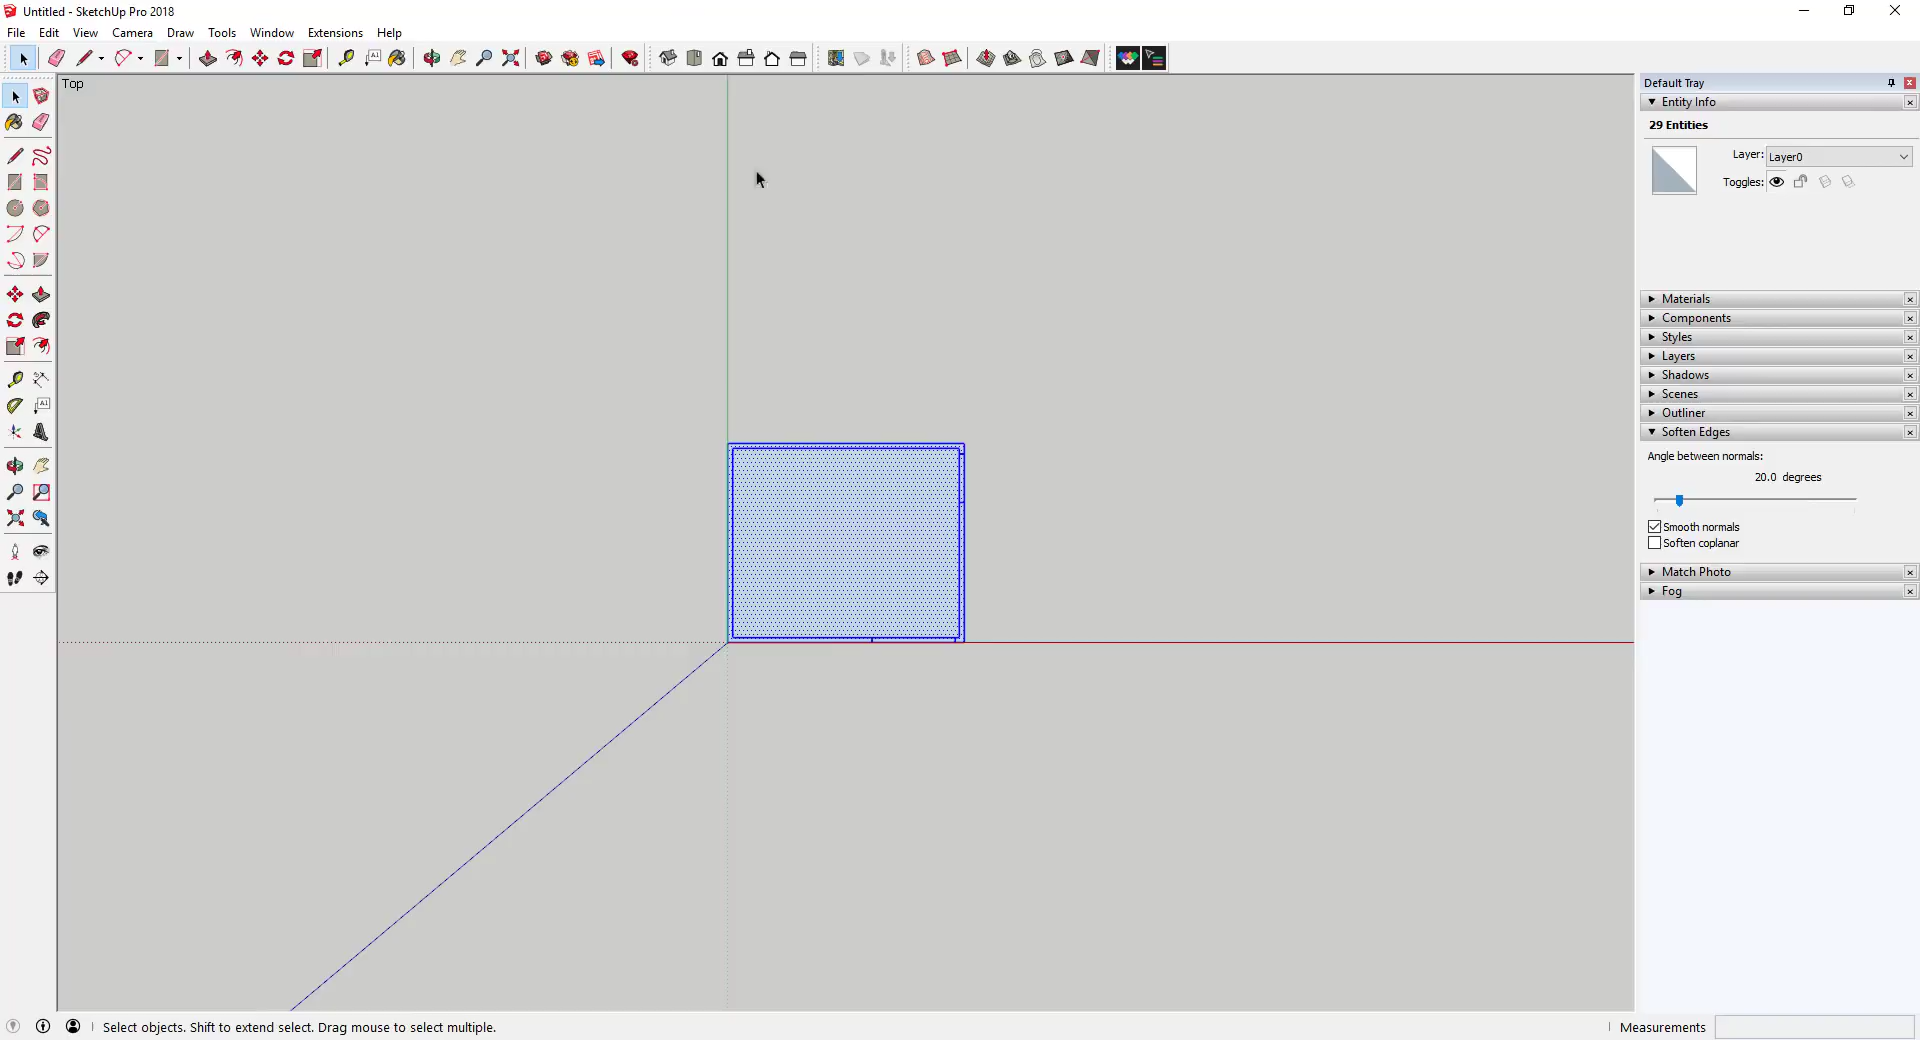 Untitled - SketchUp Pro 2018
File Edit View Camera Draw Tools Window Extensions Help
Top
Default Tray
Entity Info
29 Entities
Layer: Layer0
Toggles:
Materials
Components
Styles
Layers
Shadows
Scenes
Outliner
Soften Edges
Angle between normals:
20.0 degrees
Smooth normals
Soften coplanar
Match Photo
Fog
Select objects. Shift to extend select. Drag mouse to select multiple.
Measurements